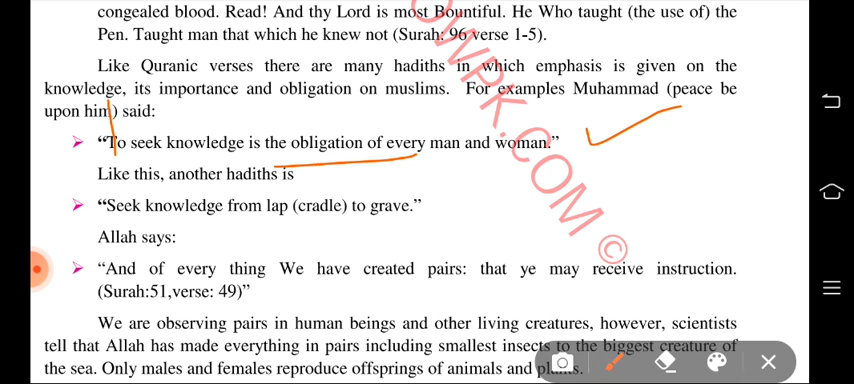 congealed blood. Read! And thy Lord is most Bountiful. He Who taught (the use of) the
Pen. Taught man that which he knew not (Surah: 96 verse 1-5).
Like Quranic verses there are many hadiths in which emphasis is given on the
knowledge, its importance and obligation on muslims. For examples Muhammad (peace be
upon him) said:
➢ “To seek knowledge is the obligation of every man and woman.”
Like this, another hadiths is
➢ “Seek knowledge from lap (cradle) to grave.”
Allah says:
➢ “And of every thing We have created pairs: that ye may receive instruction.
(Surah:51,verse: 49)”
We are observing pairs in human beings and other living creatures, however, scientists
tell that Allah has made everything in pairs including smallest insects to the biggest creature of
the sea. Only males and females reproduce offsprings of animals and plants.
OWPK.COM ©